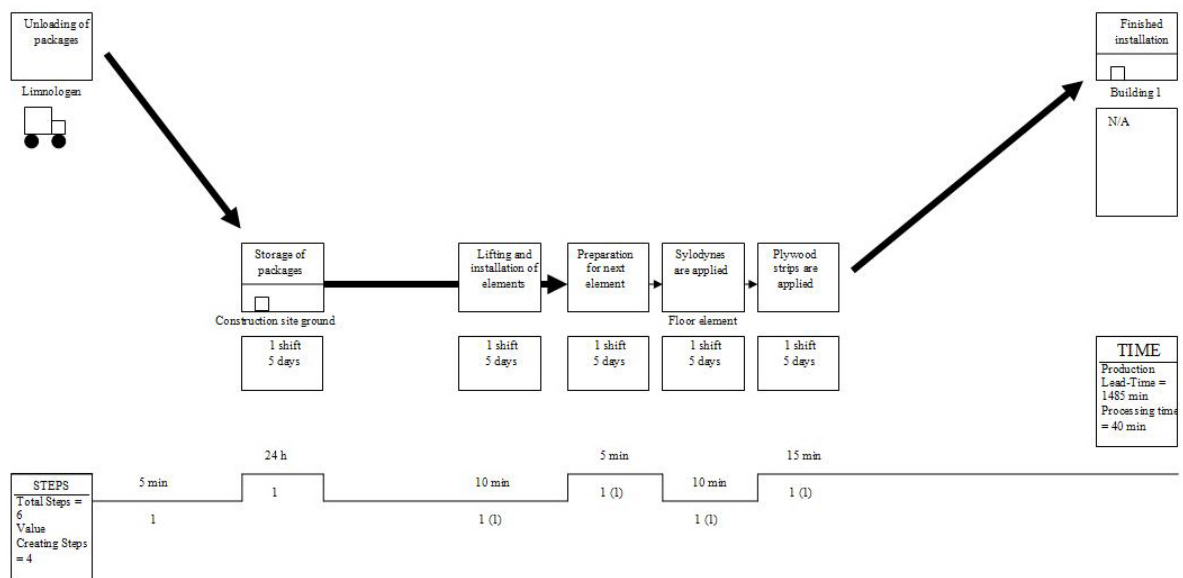 Unloading of
packages
Limnologen
Finished
installation
Building 1
N/A
Storage of
packages
Construction site ground
1 shift
5 days
Lifting and
installation of
elements
1 shift
5 days
Preparation
for next
element
1 shift
5 days
Sylodynes
are applied
Floor element
1 shift
5 days
Plywood
strips are
applied
1 shift
5 days
TIME
Production
Lead-Time =
1485 min
Processing time
= 40 min
STEPS
Total Steps =
6
Value
Creating Steps
= 4
5 min
1
24 h
1
10 min
1 (1)
5 min
1 (1)
10 min
1 (1)
15 min
1 (1)